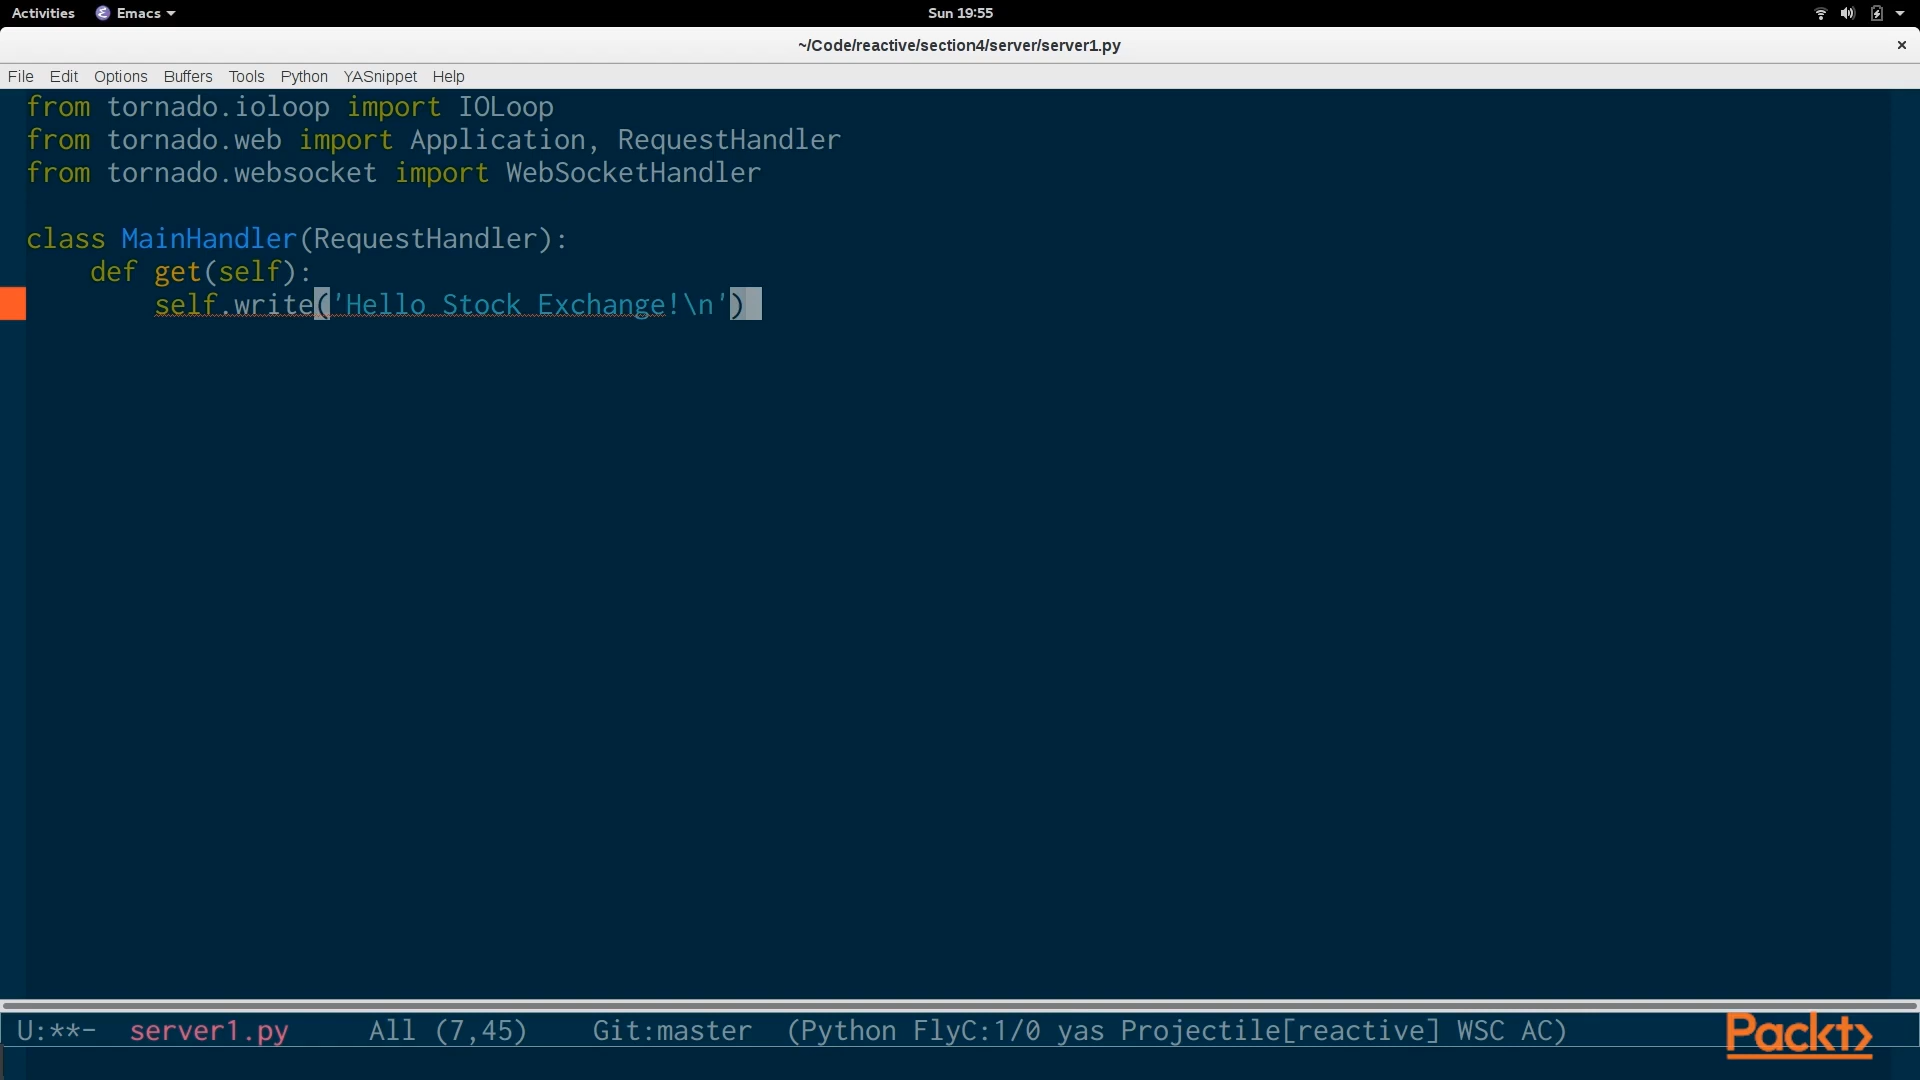 Activities Emacs Sun 19:55
~/Code/reactive/section4/server/server1.py
File Edit Options Buffers Tools Python YASnippet Help
from tornado.ioloop import IOLoop
from tornado.web import Application, RequestHandler
from tornado.websocket import WebSocketHandler
class MainHandler(RequestHandler):
    def get(self):
        self.write('Hello Stock Exchange!\n')
U:**- server1.py All (7,45) Git:master (Python FlyC:1/0 yas Projectile[reactive] WSC AC)
Packt>